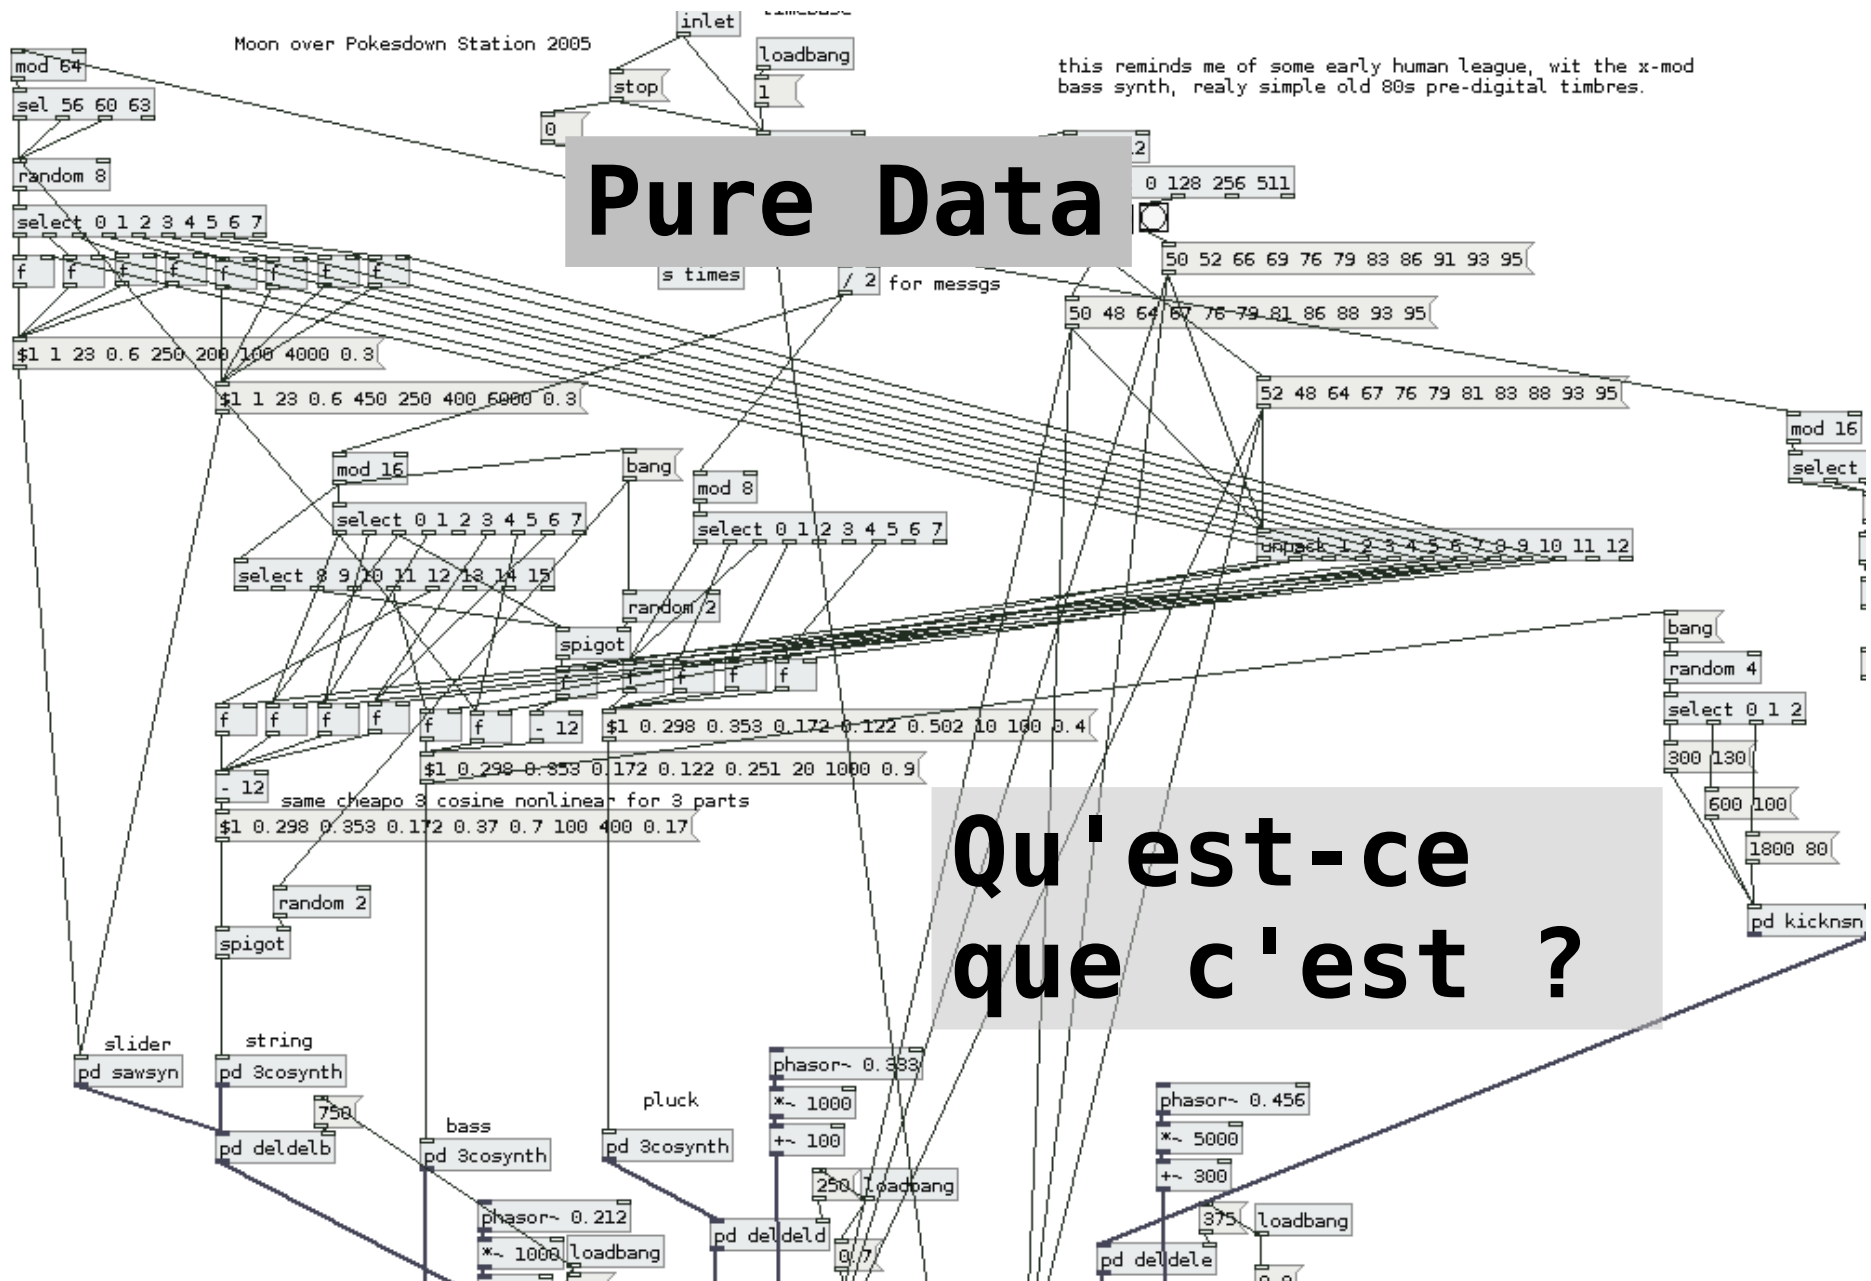 Moon over Pokesdown Station 2005
inlet
timebase
loadbang
stop
1
0
this reminds me of some early human league, wit the x-mod
bass synth, realy simple old 80s pre-digital timbres.
mod 64
sel 56 60 63
random 8
select 0 1 2 3 4 5 6 7
f f f f f f f f
Pure Data
0 128 256 511
s times
/ 2
for messgs
50 52 66 69 76 79 83 86 91 93 95
50 48 64 67 76 79 81 86 88 93 95
$1 1 23 0.6 250 200 100 4000 0.3
$1 1 23 0.6 450 250 400 6000 0.3
52 48 64 67 76 79 81 83 88 93 95
mod 16
select
mod 16
bang
mod 8
select 0 1 2 3 4 5 6 7
select 0 1 2 3 4 5 6 7
unpack 1 2 3 4 5 6 7 8 9 10 11 12
select 8 9 10 11 12 13 14 15
random 2
spigot
f f f f f
f f f f f f - 12
$1 0.298 0.353 0.172 0.122 0.502 10 100 0.4
$1 0.298 0.353 0.172 0.122 0.251 20 1000 0.9
- 12
same cheapo 3 cosine nonlinear for 3 parts
$1 0.298 0.353 0.172 0.37 0.7 100 400 0.17
bang
random 4
select 0 1 2
300 130
600 100
1800 80
pd kicknsn
Qu'est-ce
que c'est ?
random 2
spigot
slider
pd sawsyn
string
pd 3cosynth
750
pd deldelb
bass
pd 3cosynth
pluck
pd 3cosynth
phasor~ 0.333
*~ 1000
+~ 100
250
loadbang
phasor~ 0.456
*~ 5000
+~ 300
375
loadbang
phasor~ 0.212
*~ 1000
loadbang
pd deldeld
0.7
pd deldele